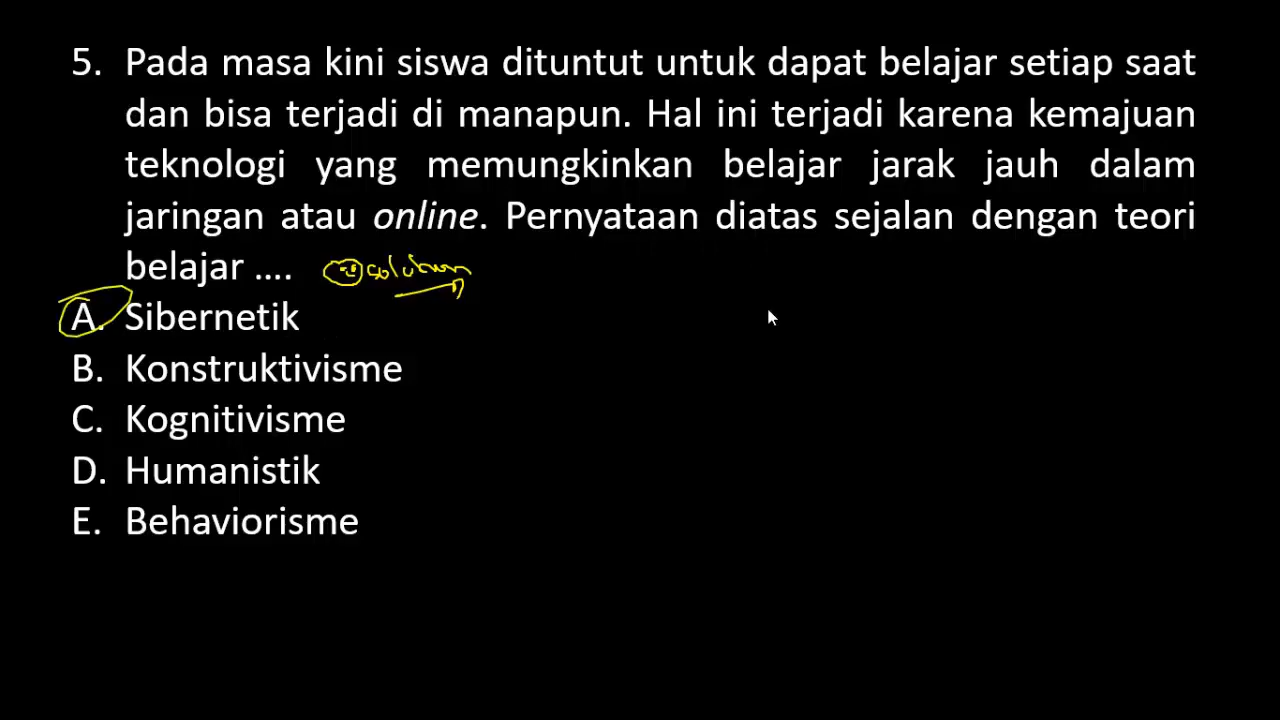 5. Pada masa kini siswa dituntut untuk dapat belajar setiap saat
dan bisa terjadi di manapun. Hal ini terjadi karena kemajuan
teknologi yang memungkinkan belajar jarak jauh dalam
jaringan atau online. Pernyataan diatas sejalan dengan teori
belajar ....
A. Sibernetik
B. Konstruktivisme
C. Kognitivisme
D. Humanistik
E. Behaviorisme